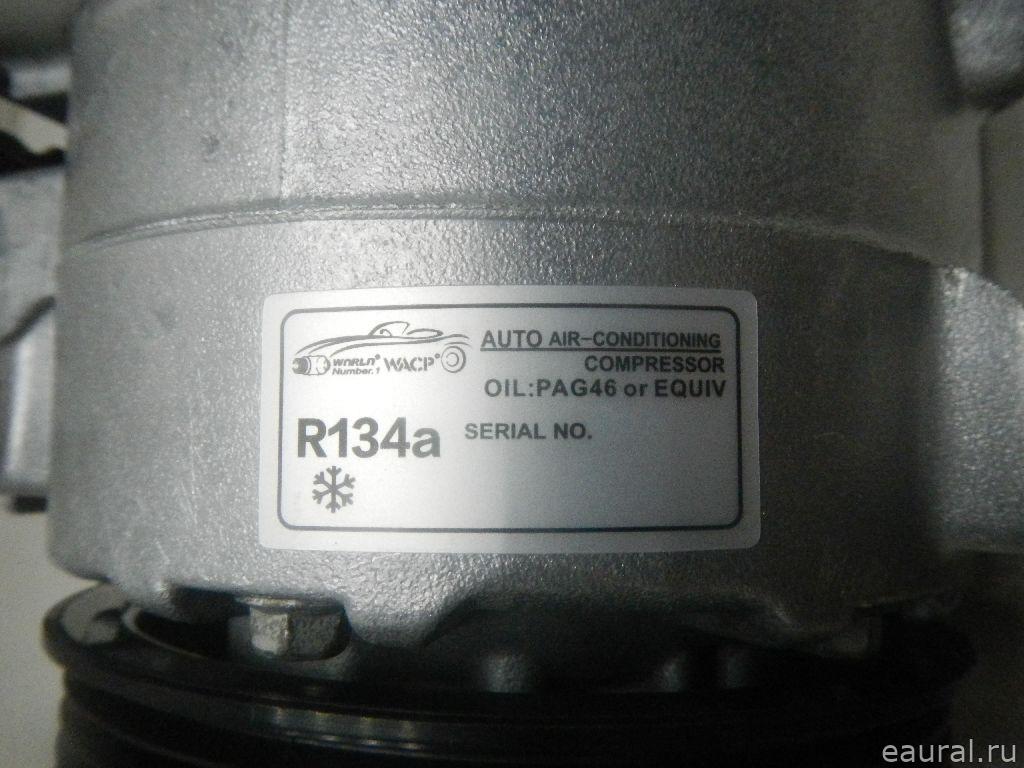 WORLD® WACP®
Number.1
AUTO AIR-CONDITIONING
COMPRESSOR
OIL:PAG46 or EQUIV
R134a
SERIAL NO.
eaural.ru